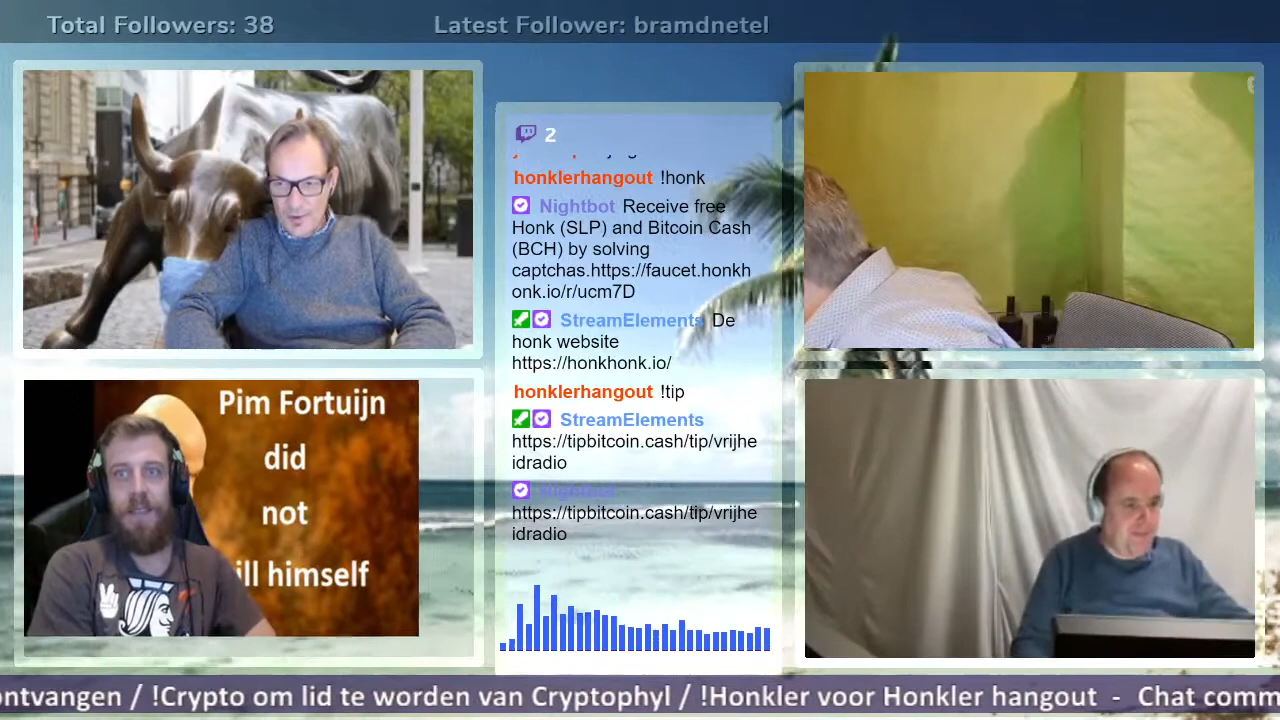 Total Followers: 38
Latest Follower: bramdnetel
2
honklerhangout !honk
Nightbot Receive free
Honk (SLP) and Bitcoin Cash
(BCH) by solving
captchas.https://faucet.honkh
onk.io/r/ucm7D
StreamElements De
honk website
https://honkhonk.io/
honklerhangout !tip
StreamElements
https://tipbitcoin.cash/tip/vrijhe
idradio
Nightbot
https://tipbitcoin.cash/tip/vrijhe
idradio
Pim Fortuijn
did
not
ill himself
ontvangen / !Crypto om lid te worden van Cryptophyl / !Honkler voor Honkler hangout - Chat comm